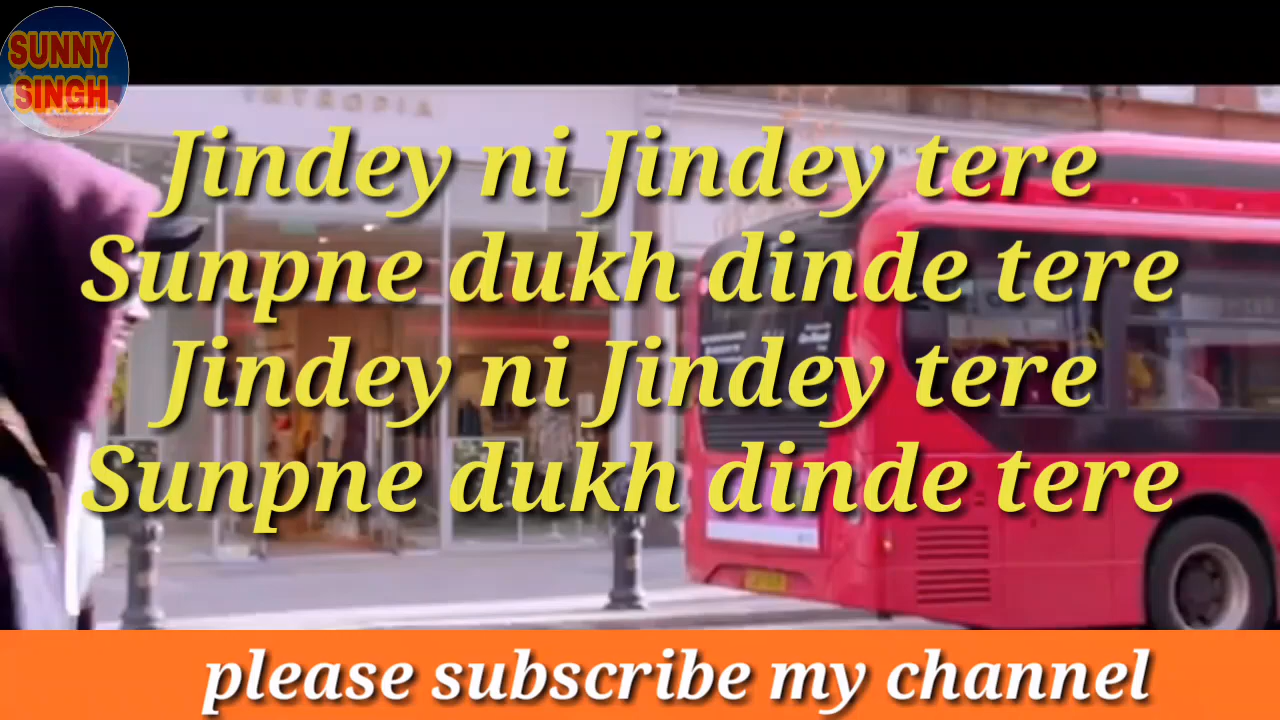 SUNNY
SINGH
INTROPIA
Jindey ni Jindey tere
Sunpne dukh dinde tere
Jindey ni Jindey tere
Sunpne dukh dinde tere
please subscribe my channel